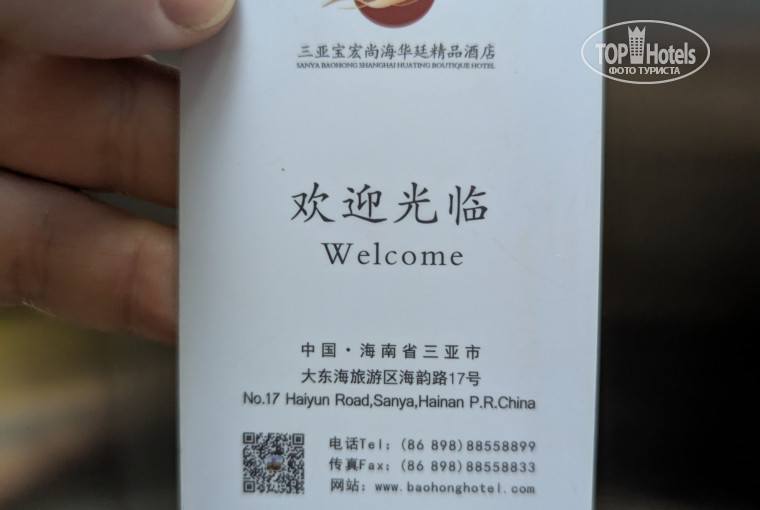 三亚宝宏尚海华廷精品酒店
SANYA BAOHONG SHANGHAI HUATING BOUTIQUE HOTEL
TOP Hotels
ФОТО ТУРИСТА
欢迎光临
Welcome
中国·海南省三亚市
大东海旅游区海韵路17号
No.17 Haiyun Road,Sanya,Hainan P.R.China
电话Tel:(86 898)88558899
传真Fax:(86 898)88558833
网站:www.baohonghotel.com